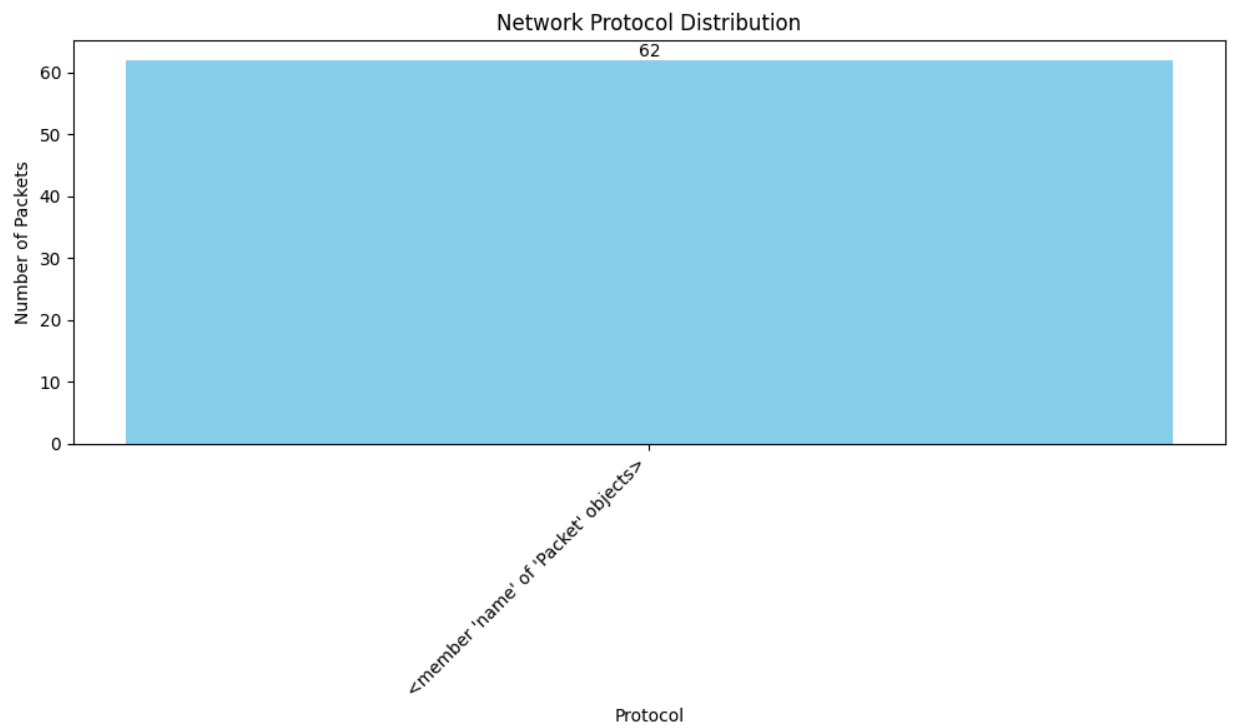 Network Protocol Distribution
62
60
50
40
30
20
10
0
Number of Packets
<member 'name' of 'Packet' objects>
Protocol